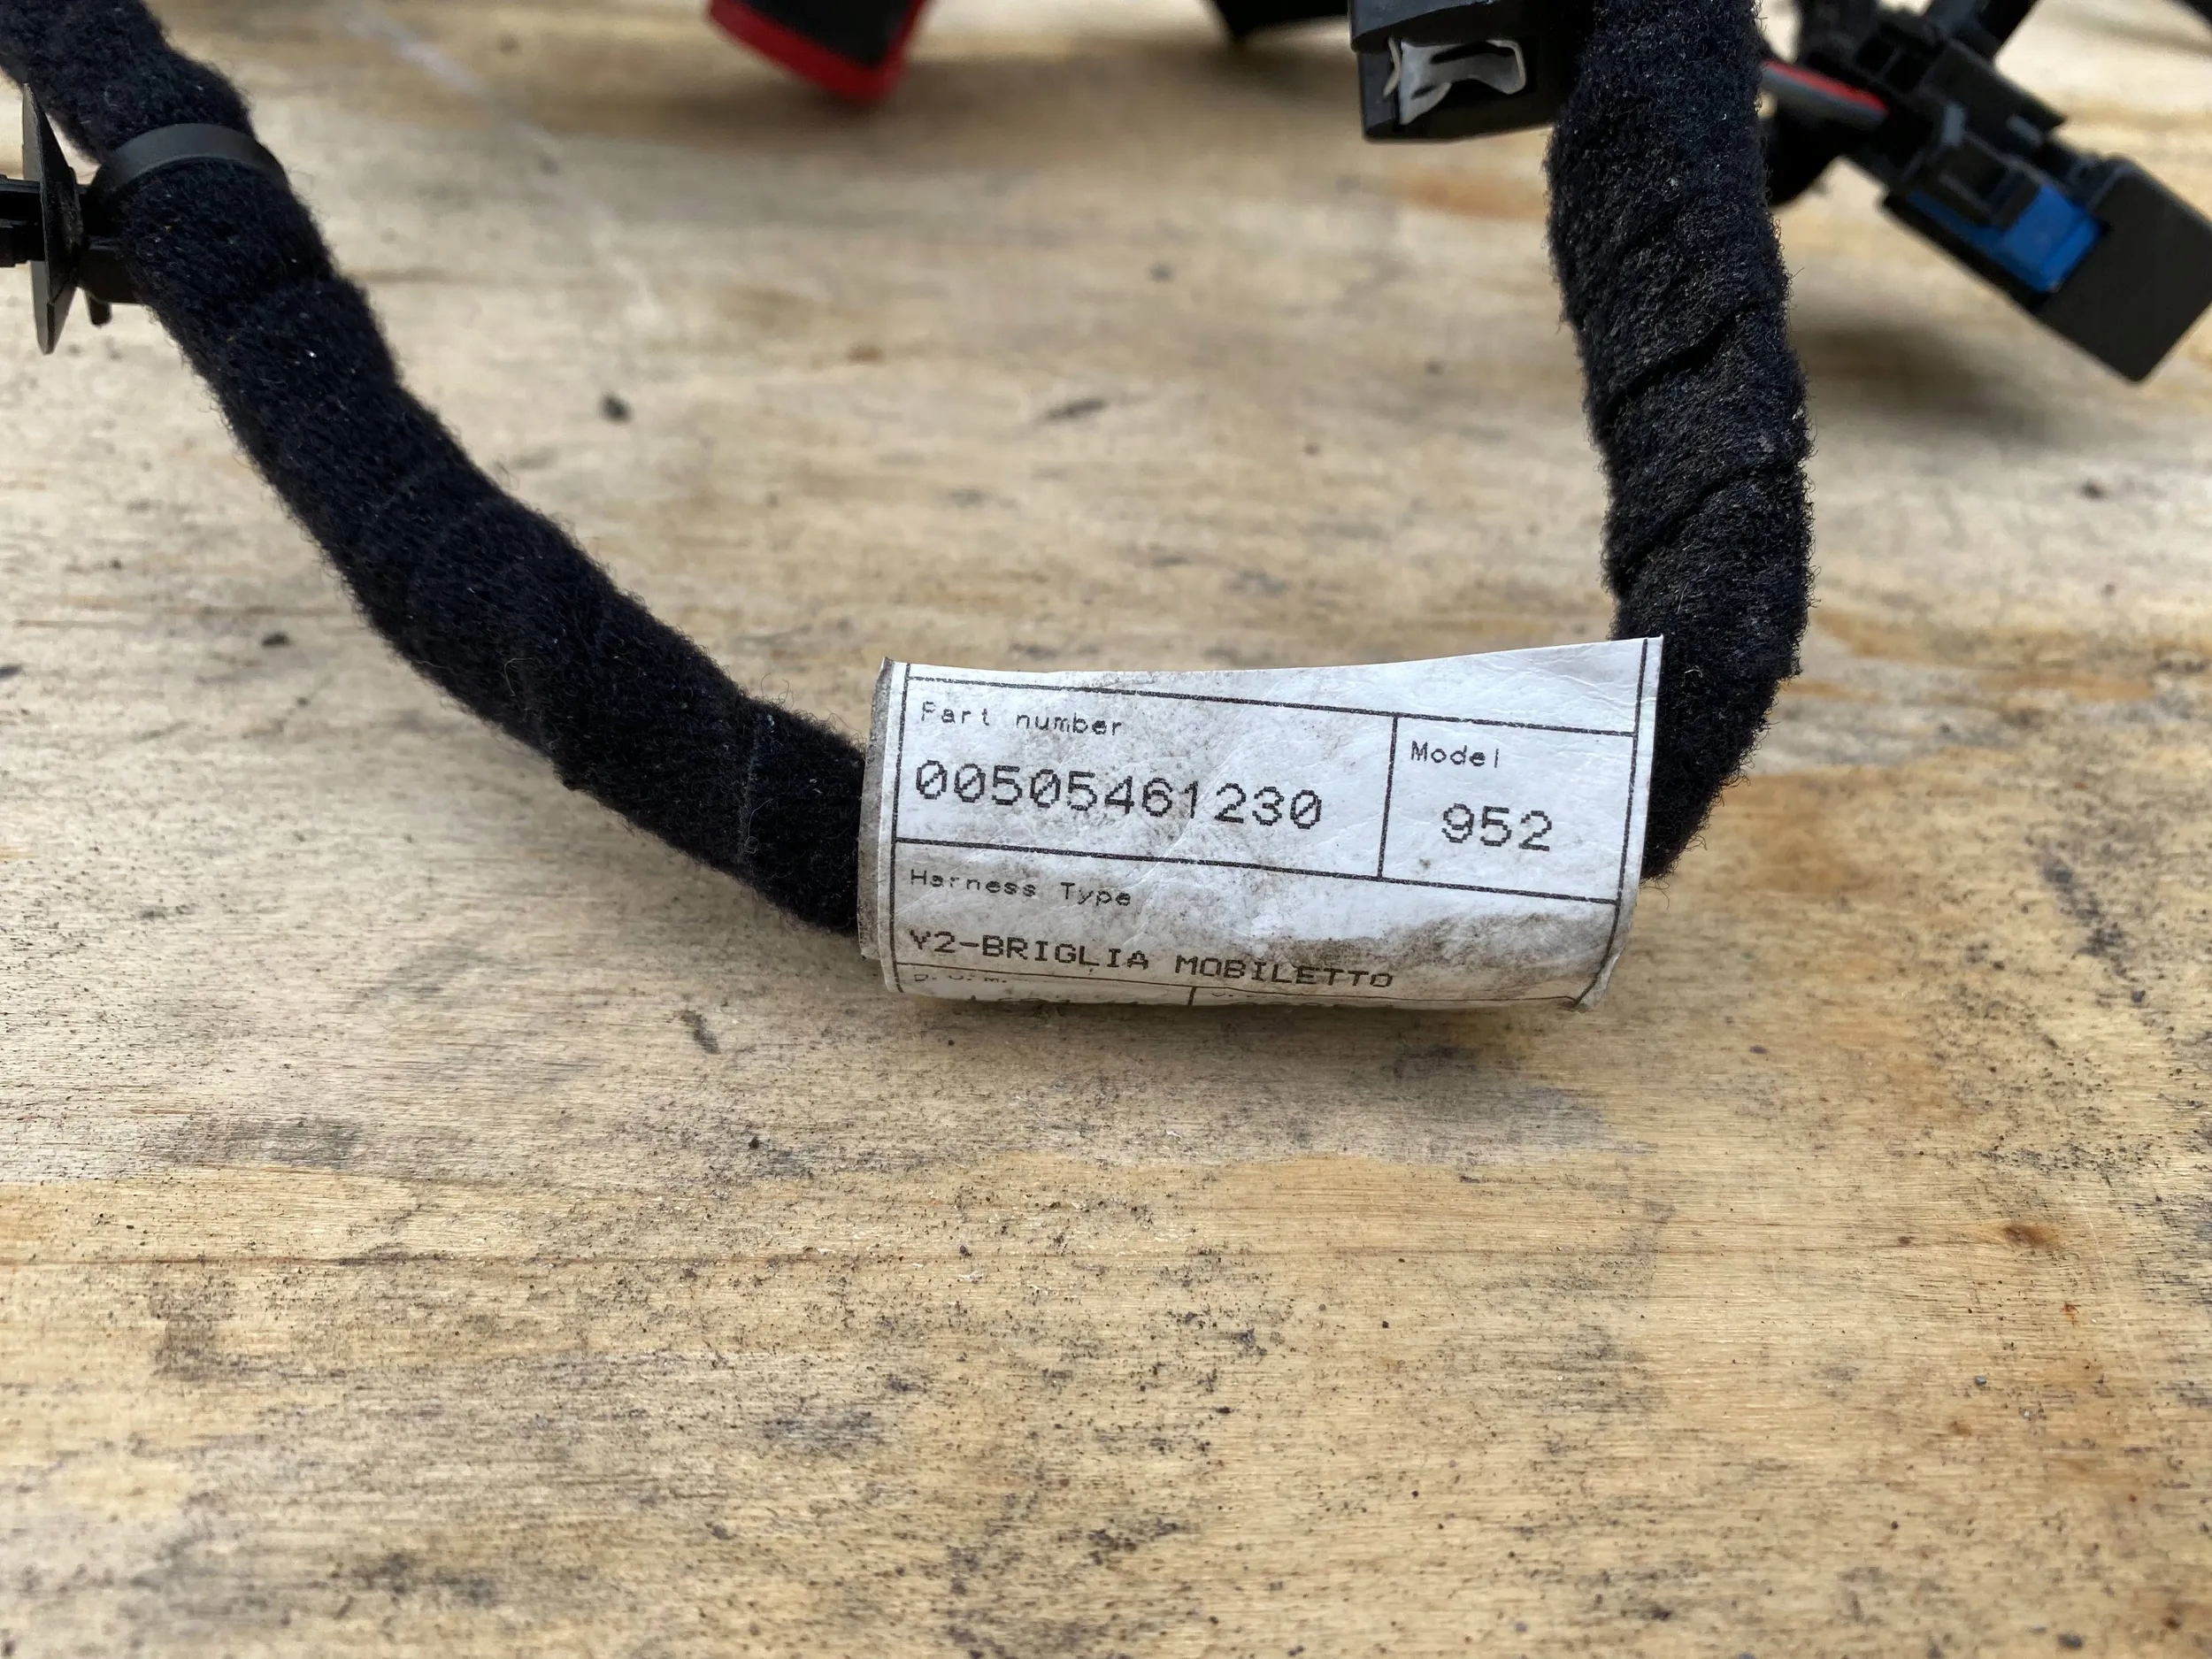 Part number
00505461230
Model
952
Harness Type
Y2-BRIGLIA MOBILETTO